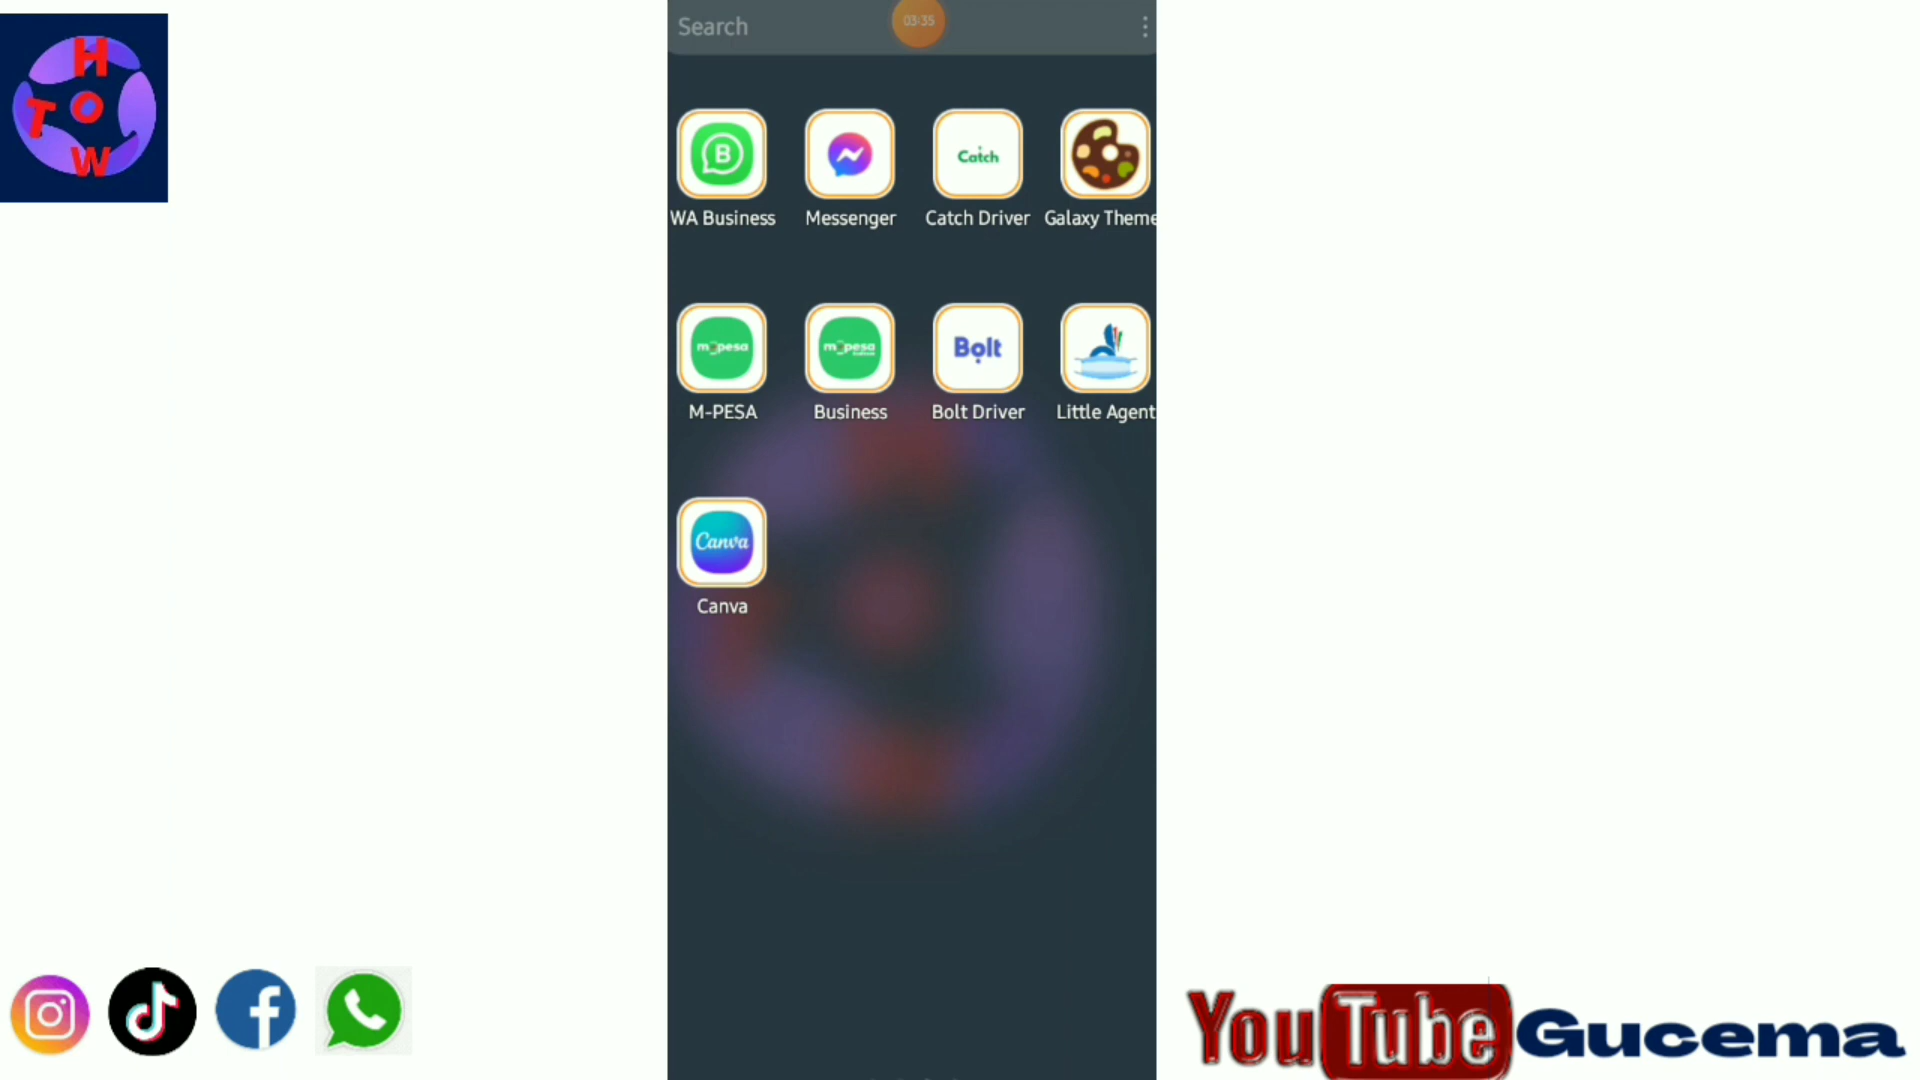 Search
03:35
H
T O
W
B
Catch
WA Business Messenger Catch Driver Galaxy Theme
m-pesa m-pesa Bolt
M-PESA Business Bolt Driver Little Agent
Canva
Canva
YouTube Gucema